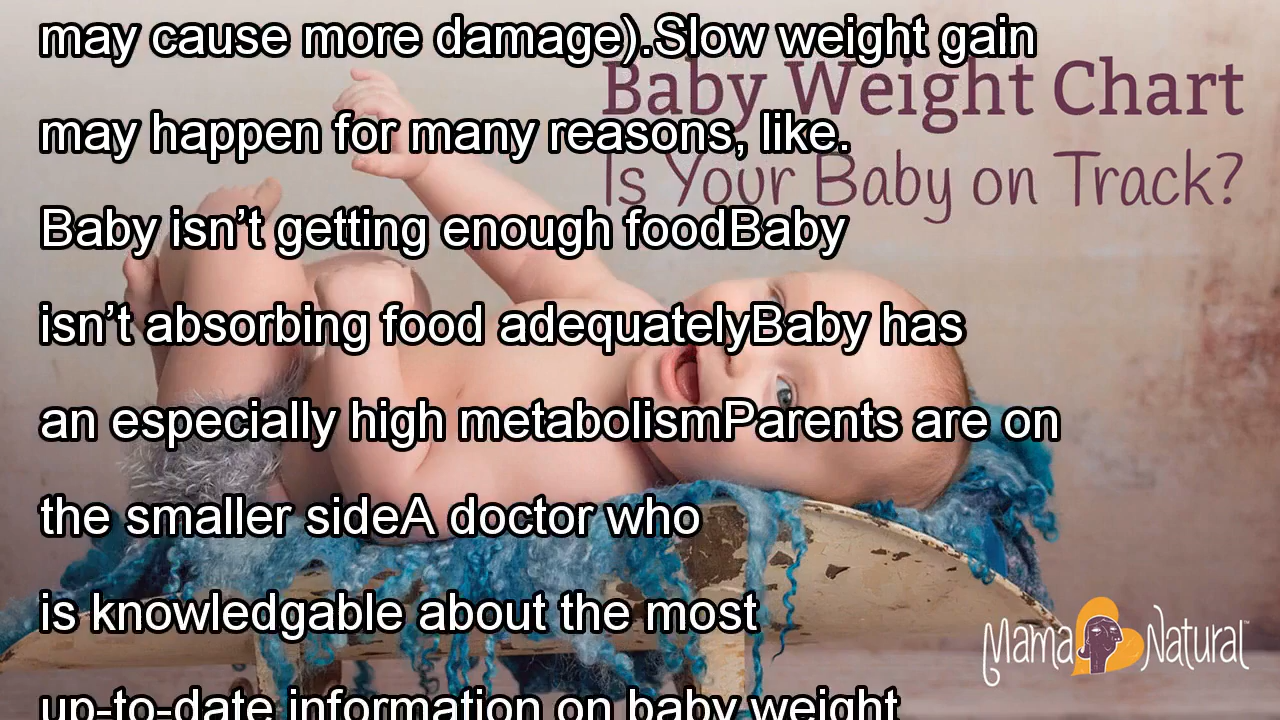 may cause more damage).Slow weight gain
Baby Weight Chart
may happen for many reasons, like.
Is Your Baby on Track?
Baby isn’t getting enough foodBaby
isn’t absorbing food adequatelyBaby has
an especially high metabolismParents are on
the smaller sideA doctor who
is knowledgable about the most
Mama Natural™
up-to-date information on baby weight